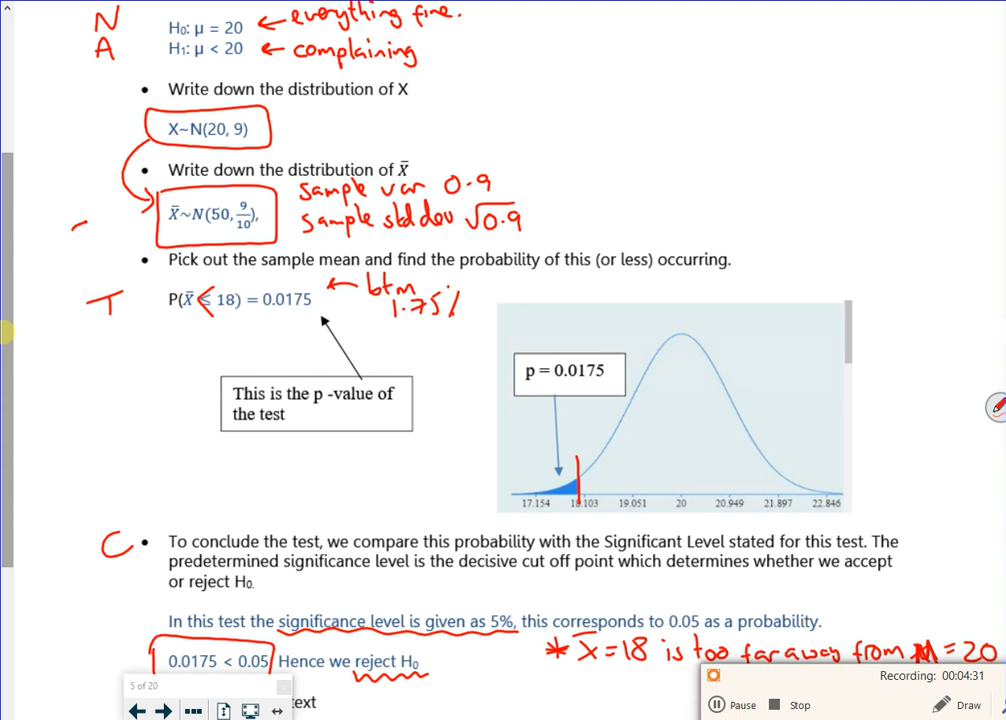 N
← everything fine.
H₀: μ = 20
A
H₁: μ < 20
← complaining
• Write down the distribution of X
X~N(20, 9)
• Write down the distribution of X̄
sample var 0.9
X̄~N(50, 9/10),
sample std dev √0.9
• Pick out the sample mean and find the probability of this (or less) occurring.
T
P(X̄ ≤ 18) = 0.0175
← btm
1.75%
This is the p -value of
the test
p = 0.0175
17.154 18.103 19.051 20 20.949 21.897 22.846
C
• To conclude the test, we compare this probability with the Significant Level stated for this test. The
predetermined significance level is the decisive cut off point which determines whether we accept
or reject H₀.
In this test the significance level is given as 5%, this corresponds to 0.05 as a probability.
* X̄ = 18 is too far away from μ = 20
0.0175 < 0.05 Hence we reject H₀
Recording: 00:04:31
5 of 20
text
Pause Stop Draw